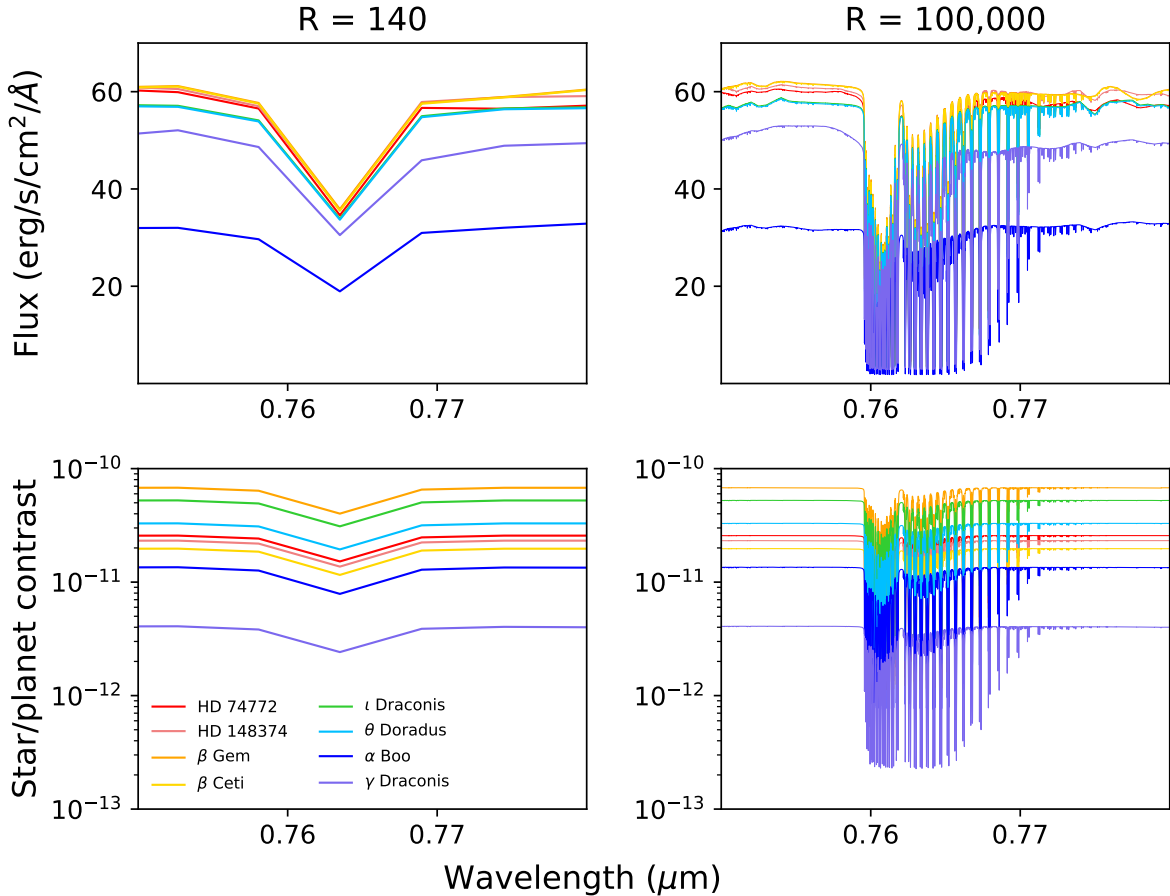 R = 140
R = 100,000
Flux (erg/s/cm²/Å)
60
40
20
0.76
0.77
60
40
20
0.76
0.77
Star/planet contrast
10⁻¹⁰
10⁻¹¹
10⁻¹²
10⁻¹³
HD 74772
HD 148374
β Gem
β Ceti
ι Draconis
θ Doradus
α Boo
γ Draconis
0.76
0.77
10⁻¹⁰
10⁻¹¹
10⁻¹²
10⁻¹³
0.76
0.77
Wavelength (μm)